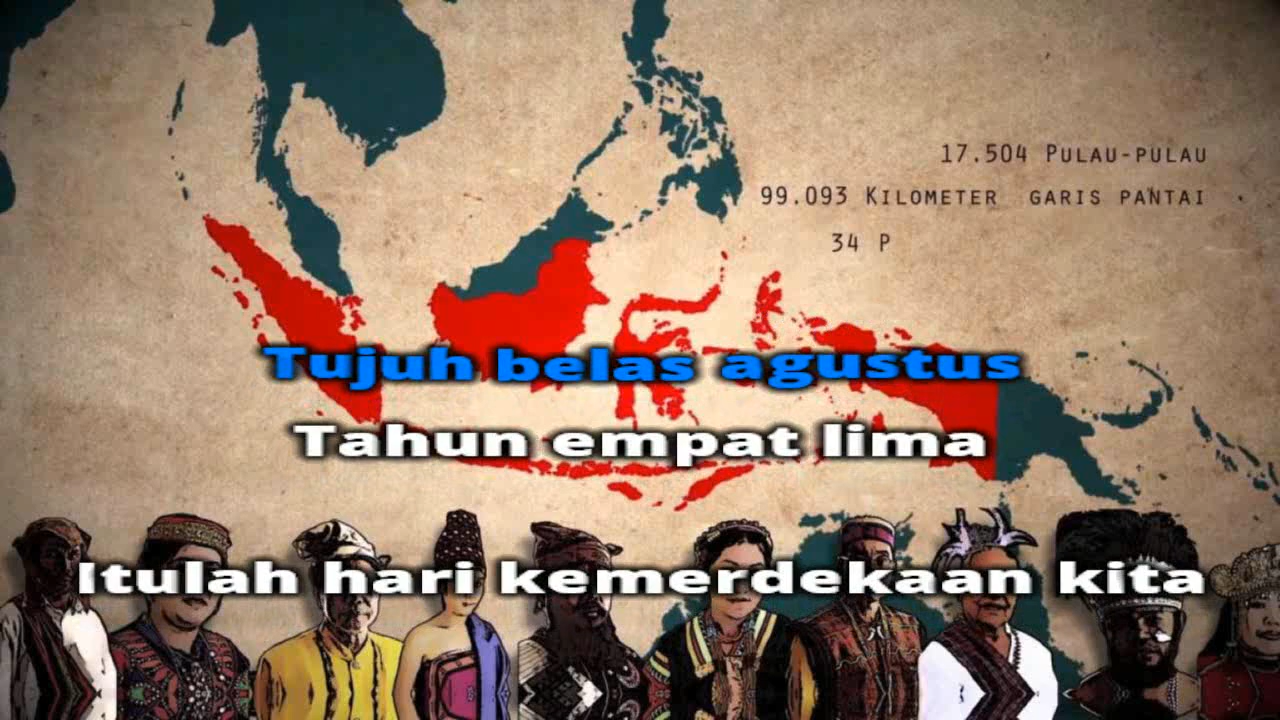 17.504 PULAU-PULAU
99.093 KILOMETER GARIS PANTAI
34 P
Tujuh belas agustus
Tahun empat lima
Itulah hari kemerdekaan kita